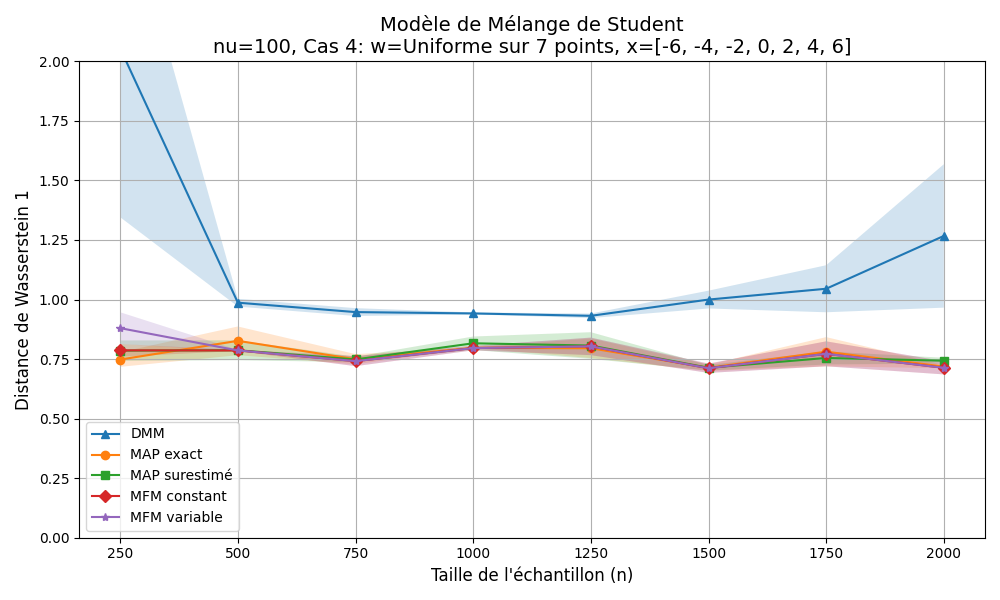 Modèle de Mélange de Student
nu=100, Cas 4: w=Uniforme sur 7 points, x=[-6, -4, -2, 0, 2, 4, 6]
Distance de Wasserstein 1
2.00
1.75
1.50
1.25
1.00
0.75
0.50
0.25
0.00
DMM
MAP exact
MAP surestimé
MFM constant
MFM variable
250 500 750 1000 1250 1500 1750 2000
Taille de l'échantillon (n)